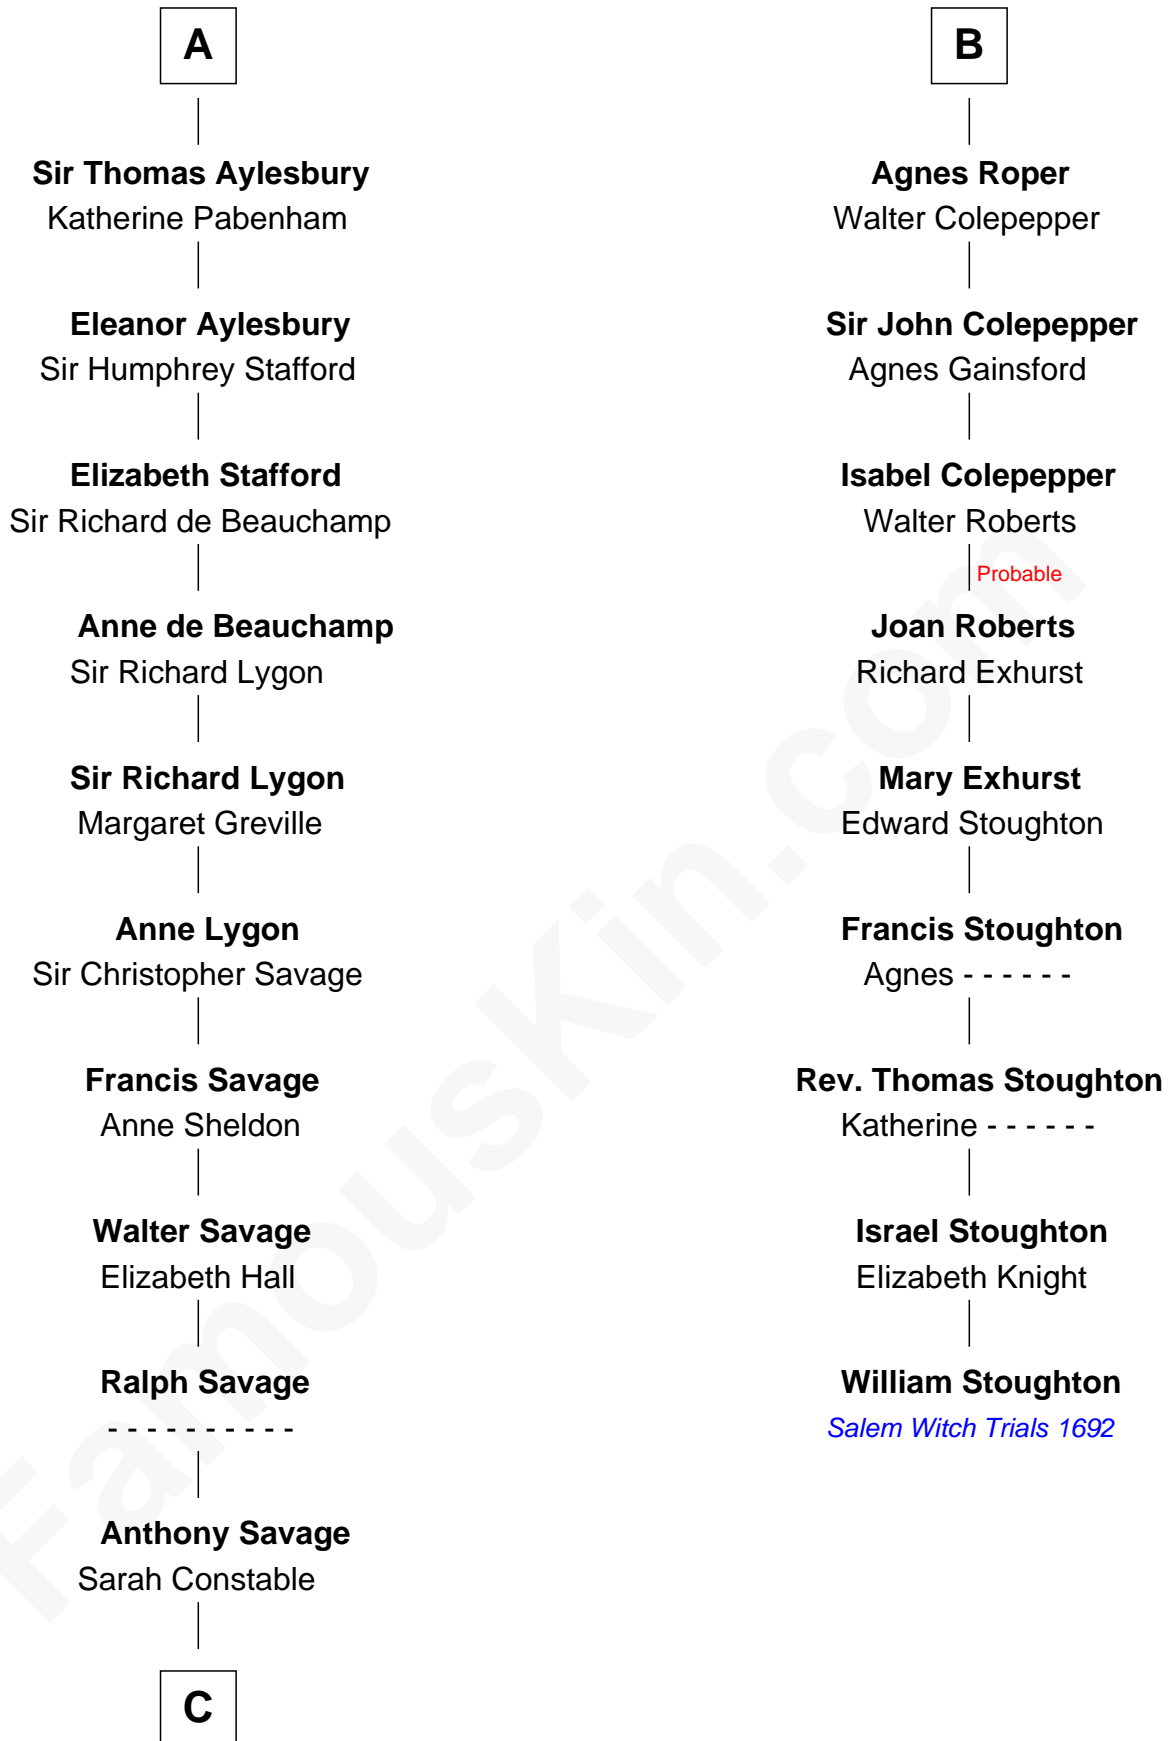 A
Sir Thomas Aylesbury
Katherine Pabenham
Eleanor Aylesbury
Sir Humphrey Stafford
Elizabeth Stafford
Sir Richard de Beauchamp
Anne de Beauchamp
Sir Richard Lygon
Sir Richard Lygon
Margaret Greville
Anne Lygon
Sir Christopher Savage
Francis Savage
Anne Sheldon
Walter Savage
Elizabeth Hall
Ralph Savage
- - - - - - - - - -
Anthony Savage
Sarah Constable
C
B
Agnes Roper
Walter Colepepper
Sir John Colepepper
Agnes Gainsford
Isabel Colepepper
Walter Roberts
Probable
Joan Roberts
Richard Exhurst
Mary Exhurst
Edward Stoughton
Francis Stoughton
Agnes - - - - - -
Rev. Thomas Stoughton
Katherine - - - - - -
Israel Stoughton
Elizabeth Knight
William Stoughton
Salem Witch Trials 1692
FamousKin.com